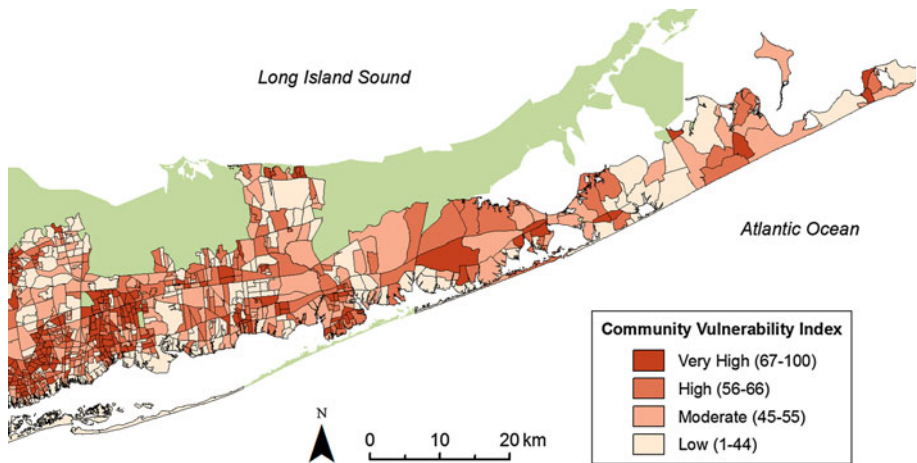 Long Island Sound
Atlantic Ocean
Community Vulnerability Index
Very High (67-100)
High (56-66)
Moderate (45-55)
Low (1-44)
N
0 10 20 km